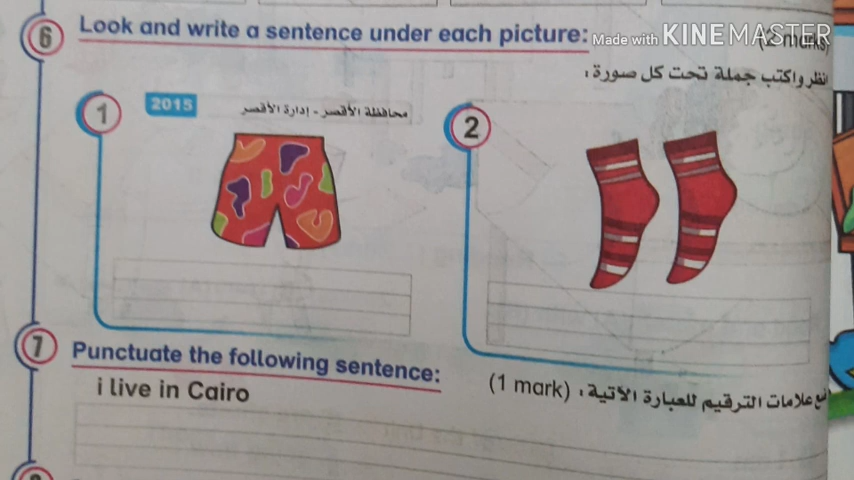 6 Look and write a sentence under each picture: (2 marks)
Made with KINEMASTER
انظر واكتب جملة تحت كل صورة :
1 2015 محافظة الأقصر - إدارة الأقصر
2
7 Punctuate the following sentence:
(1 mark) ضع علامات الترقيم للعبارة الآتية :
i live in Cairo